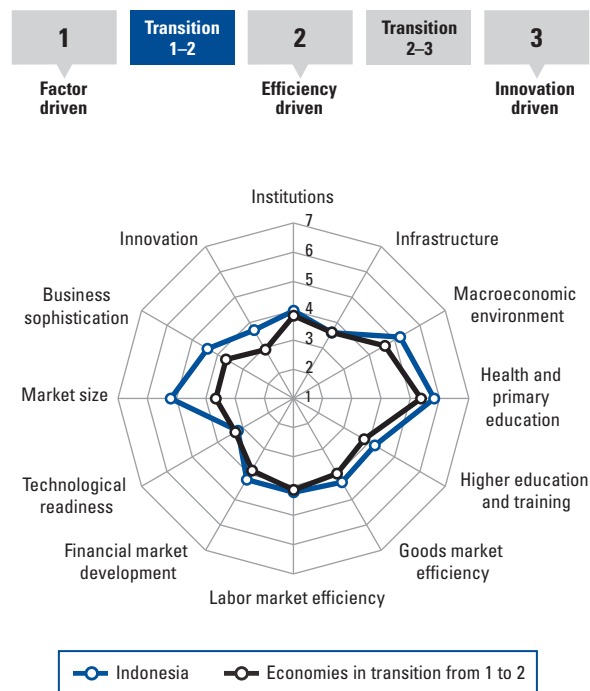 1
Transition
1–2
2
Transition
2–3
3
Factor
driven
Efficiency
driven
Innovation
driven
Institutions
7
6
5
4
3
2
1
Infrastructure
Macroeconomic
environment
Health and
primary
education
Higher education
and training
Goods market
efficiency
Labor market efficiency
Financial market
development
Technological
readiness
Market size
Business
sophistication
Innovation
Indonesia
Economies in transition from 1 to 2